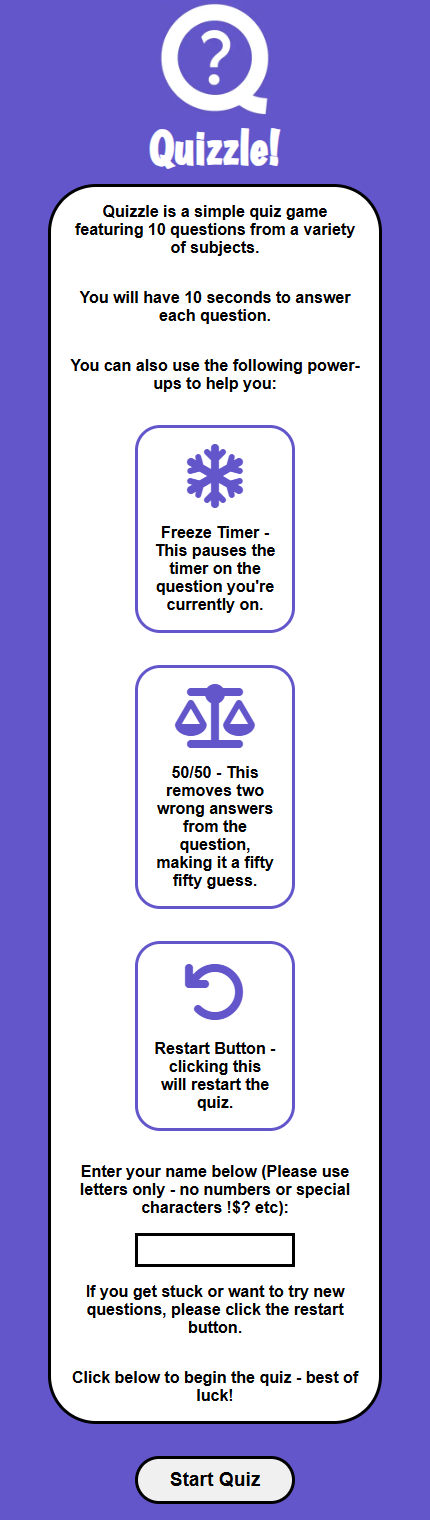 ?
Quizzle!
Quizzle is a simple quiz game
featuring 10 questions from a variety
of subjects.
You will have 10 seconds to answer
each question.
You can also use the following power-
ups to help you:
Freeze Timer -
This pauses the
timer on the
question you're
currently on.
50/50 - This
removes two
wrong answers
from the
question,
making it a fifty
fifty guess.
Restart Button -
clicking this
will restart the
quiz.
Enter your name below (Please use
letters only - no numbers or special
characters !$? etc):
If you get stuck or want to try new
questions, please click the restart
button.
Click below to begin the quiz - best of
luck!
Start Quiz